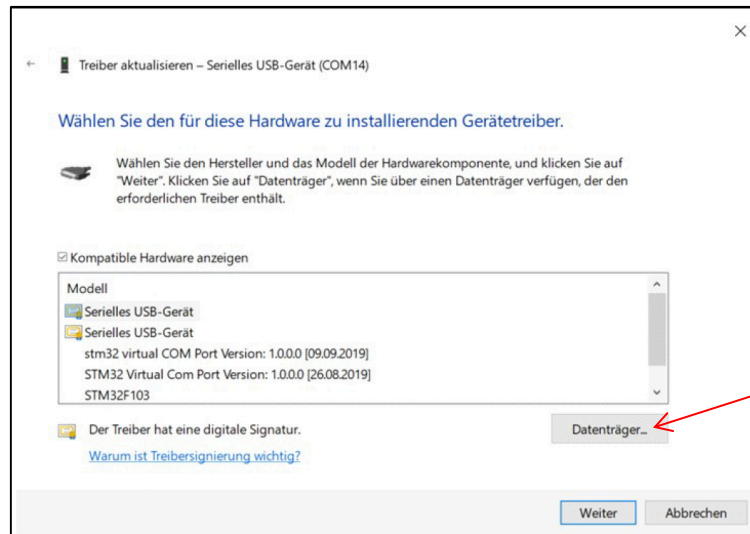 Treiber aktualisieren – Serielles USB-Gerät (COM14)
Wählen Sie den für diese Hardware zu installierenden Gerätetreiber.
Wählen Sie den Hersteller und das Modell der Hardwarekomponente, und klicken Sie auf
"Weiter". Klicken Sie auf "Datenträger", wenn Sie über einen Datenträger verfügen, der den
erforderlichen Treiber enthält.
Kompatible Hardware anzeigen
Modell
Serielles USB-Gerät
Serielles USB-Gerät
stm32 virtual COM Port Version: 1.0.0.0 [09.09.2019]
STM32 Virtual Com Port Version: 1.0.0.0 [26.08.2019]
STM32F103
Der Treiber hat eine digitale Signatur.
Datenträger...
Warum ist Treibersignierung wichtig?
Weiter
Abbrechen